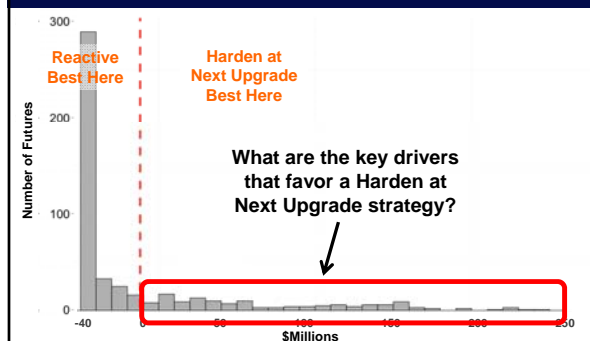 300
Reactive
Best Here
Harden at
Next Upgrade
Best Here
200
Number of Futures
What are the key drivers
that favor a Harden at
Next Upgrade strategy?
100
0
-40 0 50 100 150 200 250
$Millions